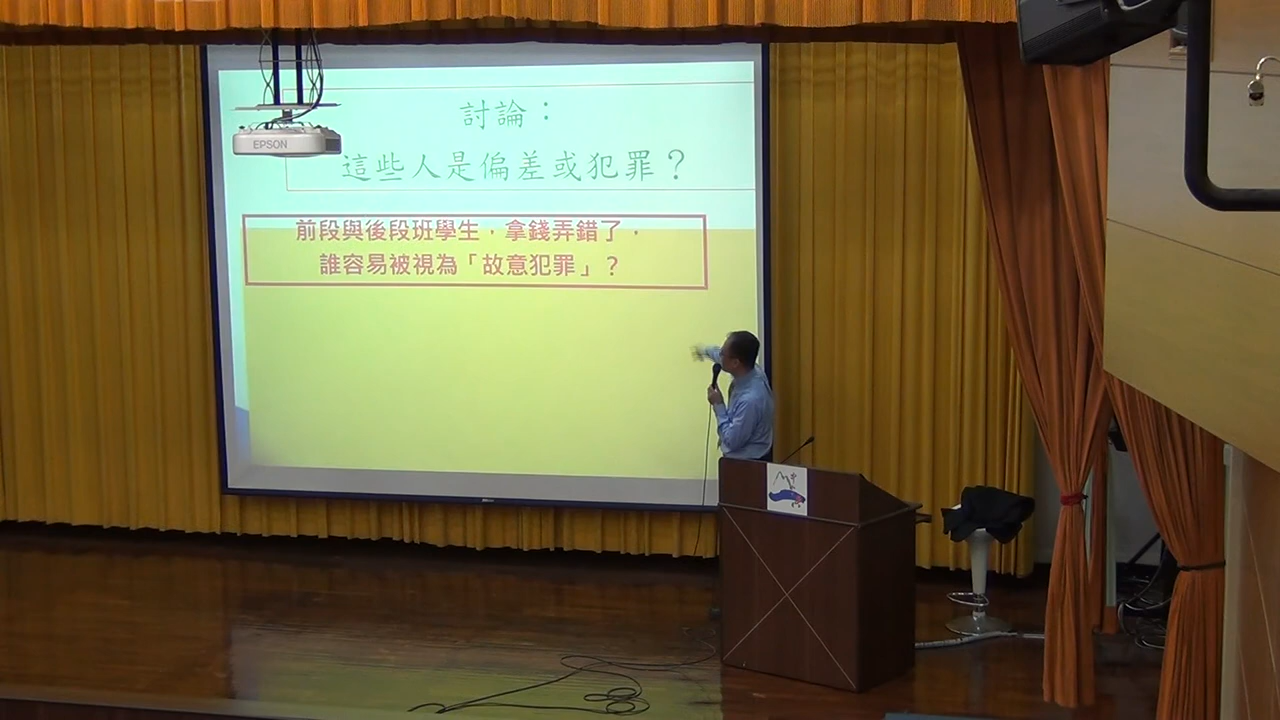 討論：
EPSON
這些人是偏差或犯罪？
前段與後段班學生，拿錢弄錯了，
誰容易被視為「故意犯罪」？